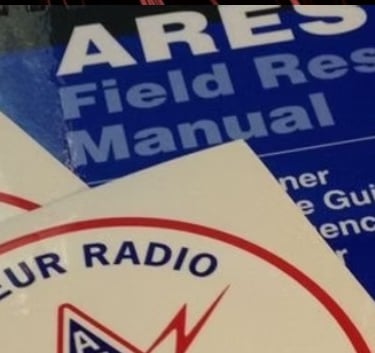 ARES
Field Res
Manual
ner
e Gui
enc
r
EUR RADIO
A